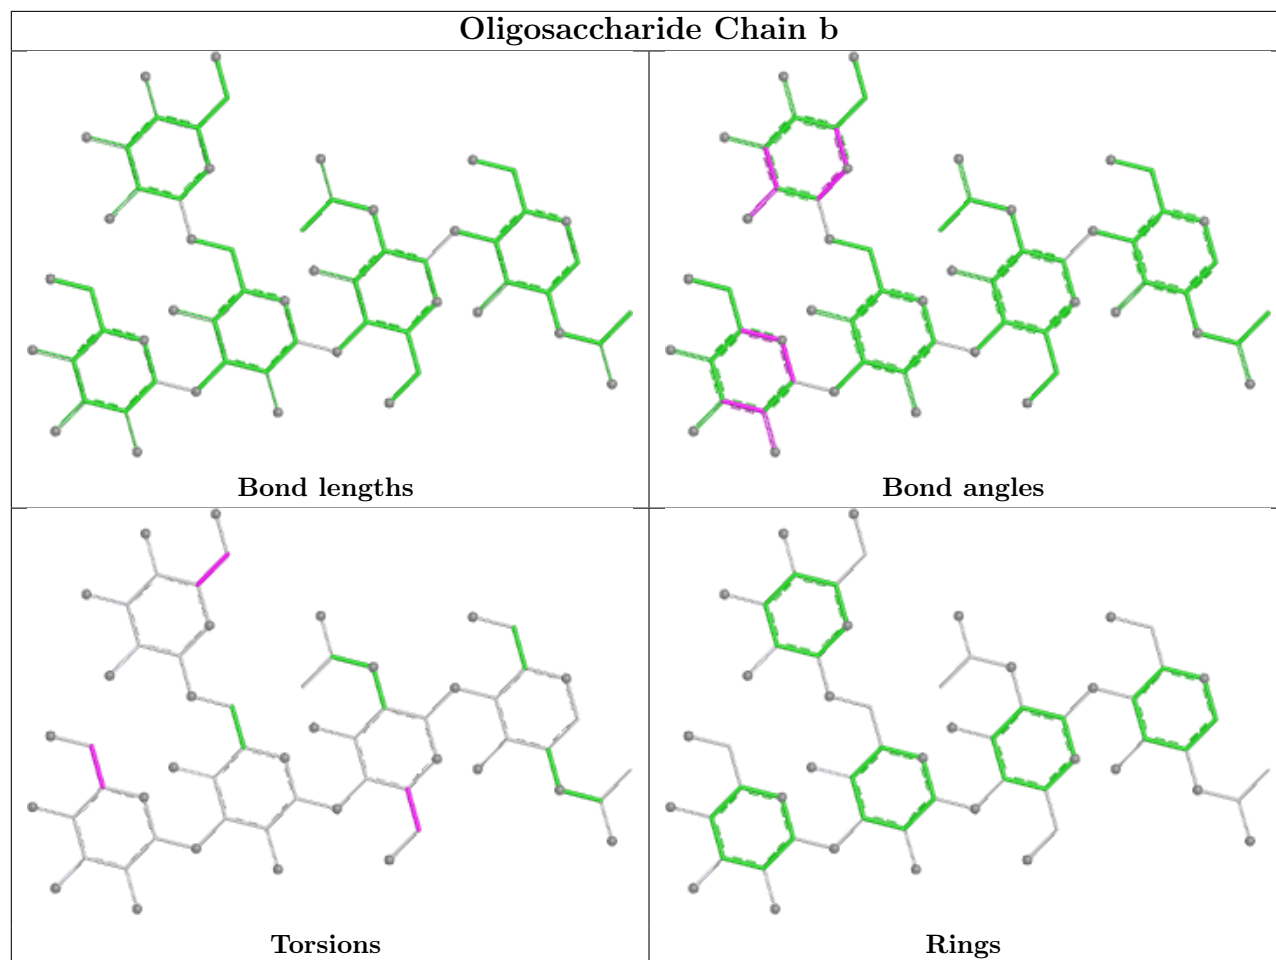 Oligosaccharide Chain b
Bond lengths
Bond angles
Torsions
Rings